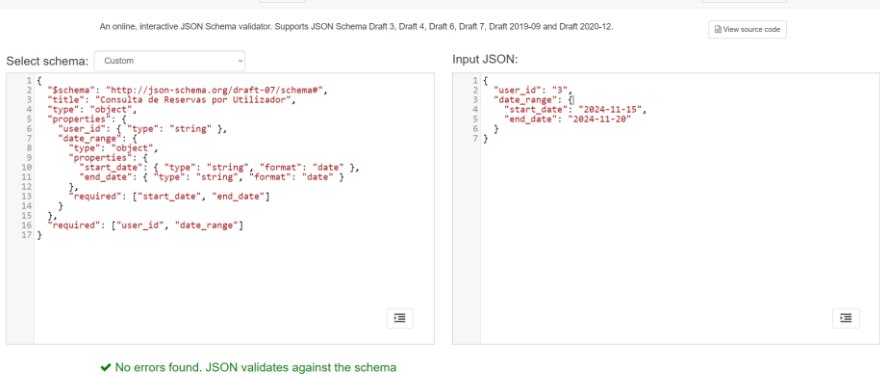 An online, interactive JSON Schema validator. Supports JSON Schema Draft 3, Draft 4, Draft 6, Draft 7, Draft 2019-09 and Draft 2020-12.
View source code
Select schema: Custom
1 {
2 "$schema": "http://json-schema.org/draft-07/schema#",
3 "title": "Consulta de Reservas por Utilizador",
4 "type": "object",
5 "properties": {
6 "user_id": { "type": "string" },
7 "date_range": {
8 "type": "object",
9 "properties": {
10 "start_date": { "type": "string", "format": "date" },
11 "end_date": { "type": "string", "format": "date" }
12 },
13 "required": ["start_date", "end_date"]
14 }
15 },
16 "required": ["user_id", "date_range"]
17 }
Input JSON:
1 {
2 "user_id": "3",
3 "date_range": {
4 "start_date": "2024-11-15",
5 "end_date": "2024-11-20"
6 }
7 }
No errors found. JSON validates against the schema